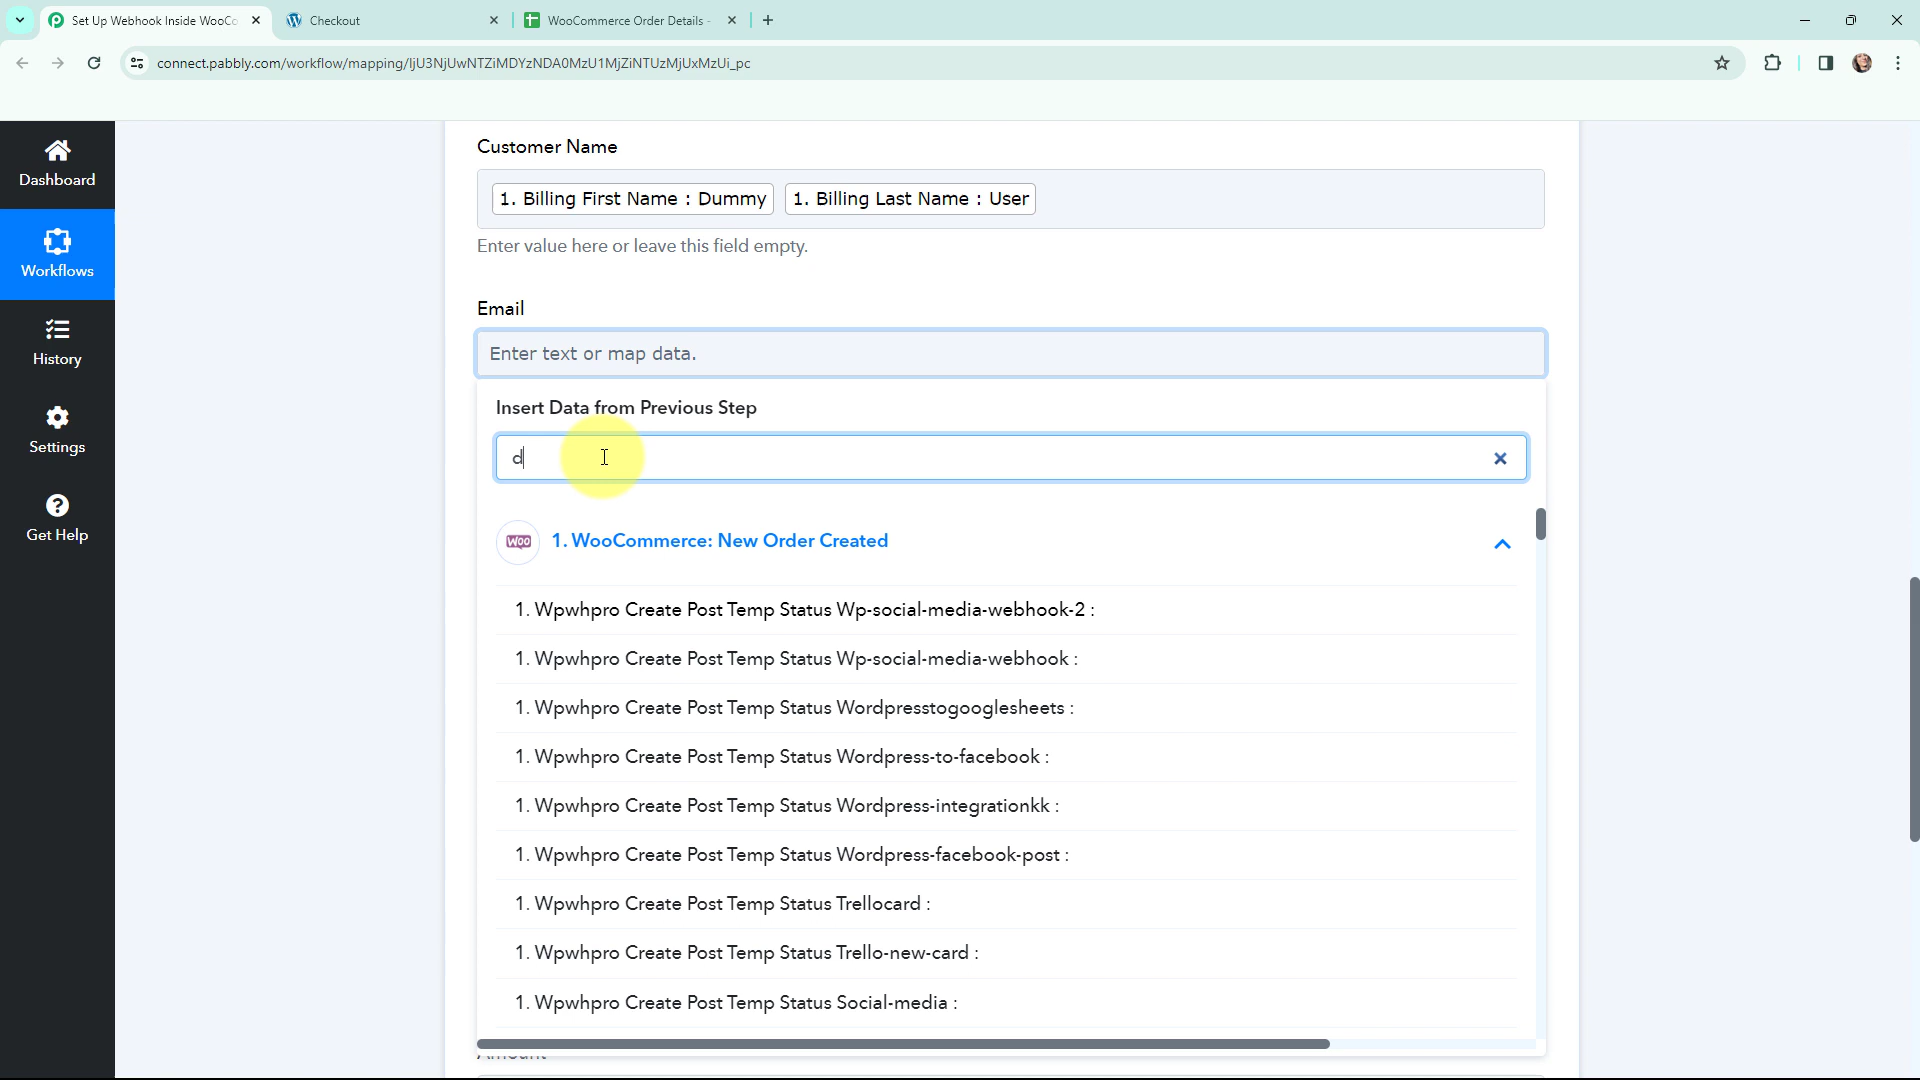 Set Up Webhook Inside WooCo
Checkout
WooCommerce Order Details -
connect.pabbly.com/workflow/mapping/IjU3NjUwNTZiMDYzNDA0MzU1MjZiNTUzMjUxMzUi_pc
Dashboard
Workflows
History
Settings
Get Help
Customer Name
1. Billing First Name : Dummy
1. Billing Last Name : User
Enter value here or leave this field empty.
Email
Enter text or map data.
Insert Data from Previous Step
d
Woo
1. WooCommerce: New Order Created
1. Wpwhpro Create Post Temp Status Wp-social-media-webhook-2 :
1. Wpwhpro Create Post Temp Status Wp-social-media-webhook :
1. Wpwhpro Create Post Temp Status Wordpresstogooglesheets :
1. Wpwhpro Create Post Temp Status Wordpress-to-facebook :
1. Wpwhpro Create Post Temp Status Wordpress-integrationkk :
1. Wpwhpro Create Post Temp Status Wordpress-facebook-post :
1. Wpwhpro Create Post Temp Status Trellocard :
1. Wpwhpro Create Post Temp Status Trello-new-card :
1. Wpwhpro Create Post Temp Status Social-media :